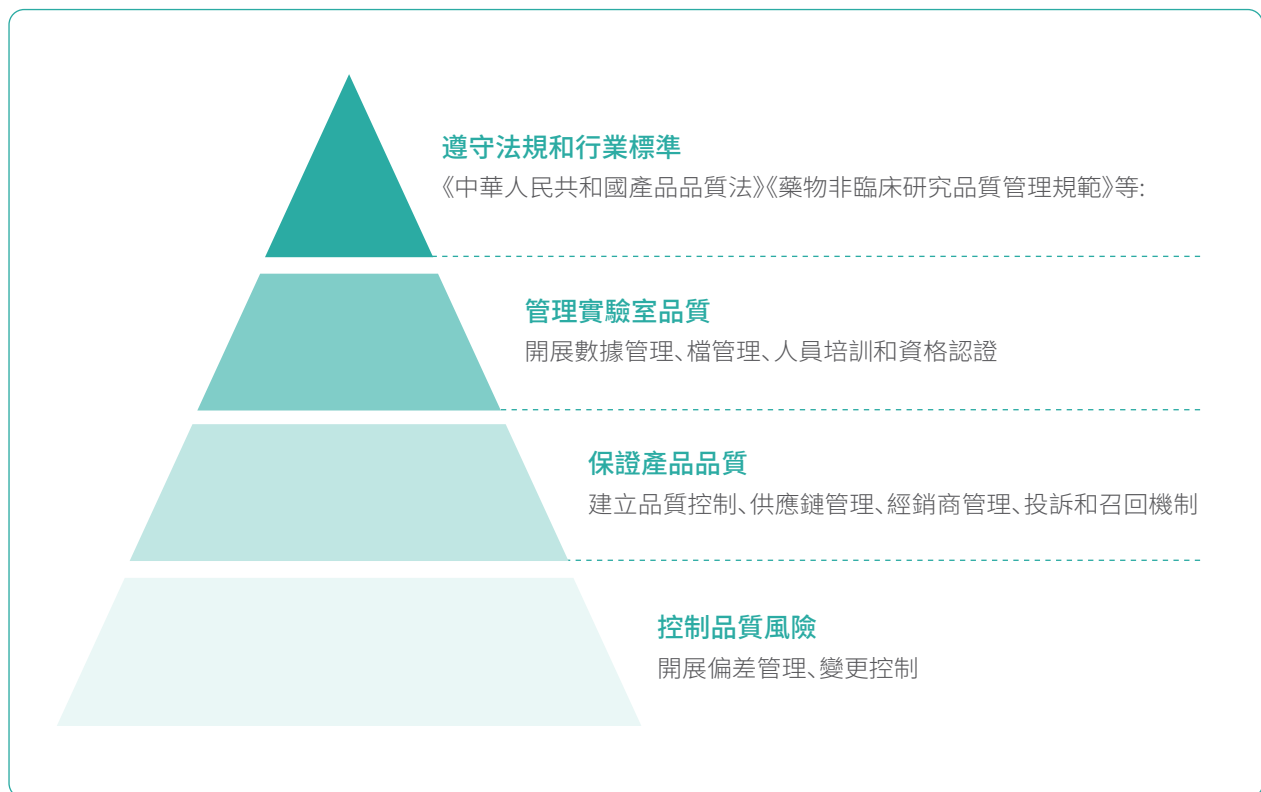 遵守法規和行業標準
《中華人民共和國產品品質法》《藥物非臨床研究品質管理規範》等:
管理實驗室品質
開展數據管理、檔管理、人員培訓和資格認證
保證產品品質
建立品質控制、供應鏈管理、經銷商管理、投訴和召回機制
控制品質風險
開展偏差管理、變更控制